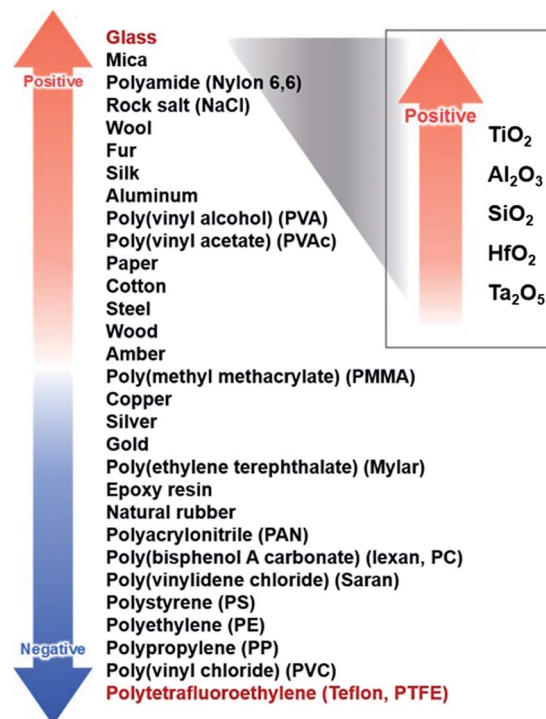 Glass
Mica
Positive
Polyamide (Nylon 6,6)
Rock salt (NaCl)
Wool
Fur
Silk
Aluminum
Poly(vinyl alcohol) (PVA)
Poly(vinyl acetate) (PVAc)
Paper
Cotton
Steel
Wood
Amber
Poly(methyl methacrylate) (PMMA)
Copper
Silver
Gold
Poly(ethylene terephthalate) (Mylar)
Epoxy resin
Natural rubber
Polyacrylonitrile (PAN)
Poly(bisphenol A carbonate) (lexan, PC)
Poly(vinylidene chloride) (Saran)
Polystyrene (PS)
Polyethylene (PE)
Negative
Polypropylene (PP)
Poly(vinyl chloride) (PVC)
Polytetrafluoroethylene (Teflon, PTFE)
Positive
TiO₂
Al₂O₃
SiO₂
HfO₂
Ta₂O₅